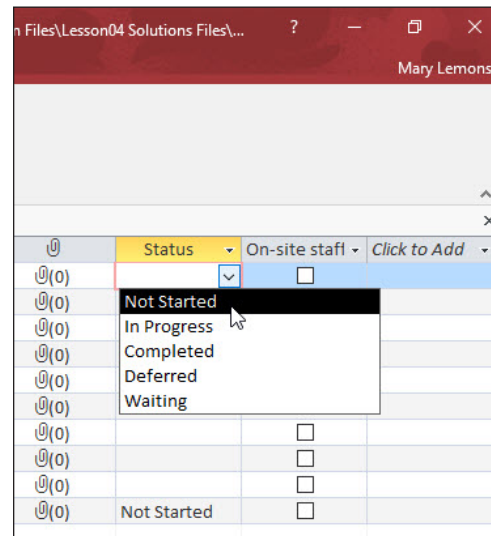 n Files\Lesson04 Solutions Files\... ?
Mary Lemons
Status On-site staff Click to Add
(0)
(0) Not Started
(0) In Progress
(0) Completed
(0) Deferred
(0) Waiting
(0)
(0)
(0)
(0) Not Started